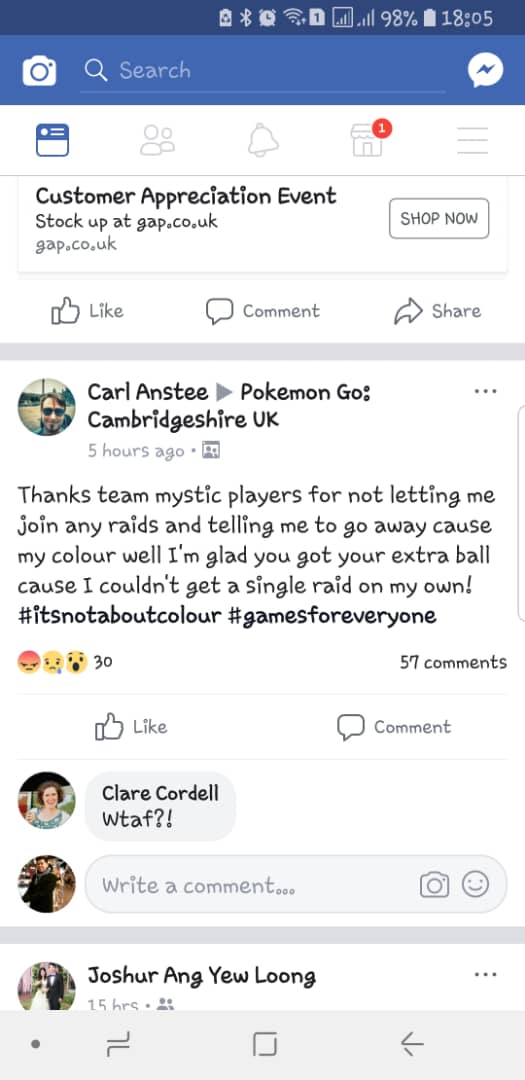 1 98% 18:05
Search
1
Customer Appreciation Event
Stock up at gap.co.uk
gap.co.uk
SHOP NOW
Like Comment Share
Carl Anstee ▶ Pokemon Go:
Cambridgeshire UK
5 hours ago •
Thanks team mystic players for not letting me
join any raids and telling me to go away cause
my colour well I'm glad you got your extra ball
cause I couldn't get a single raid on my own!
#itsnotaboutcolour #gamesforeveryone
30 57 comments
Like Comment
Clare Cordell
Wtaf?!
Write a comment...
Joshur Ang Yew Loong
15 hrs •